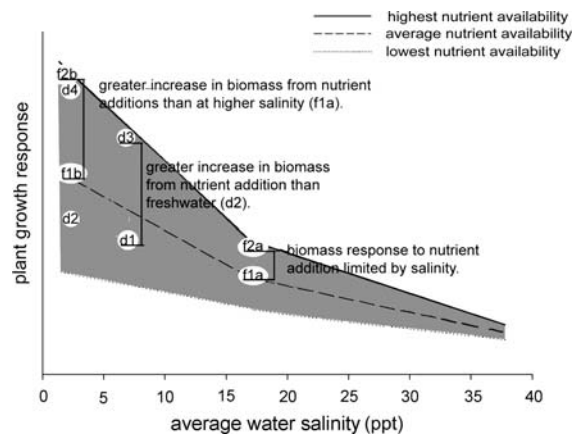 highest nutrient availability
average nutrient availability
lowest nutrient availability
f2b
d4
greater increase in biomass from nutrient
additions than at higher salinity (f1a).
d3
greater increase in biomass
from nutrient addition than
freshwater (d2).
f1b
d2
d1
f2a
f1a
biomass response to nutrient
addition limited by salinity.
plant growth response
0 5 10 15 20 25 30 35 40
average water salinity (ppt)